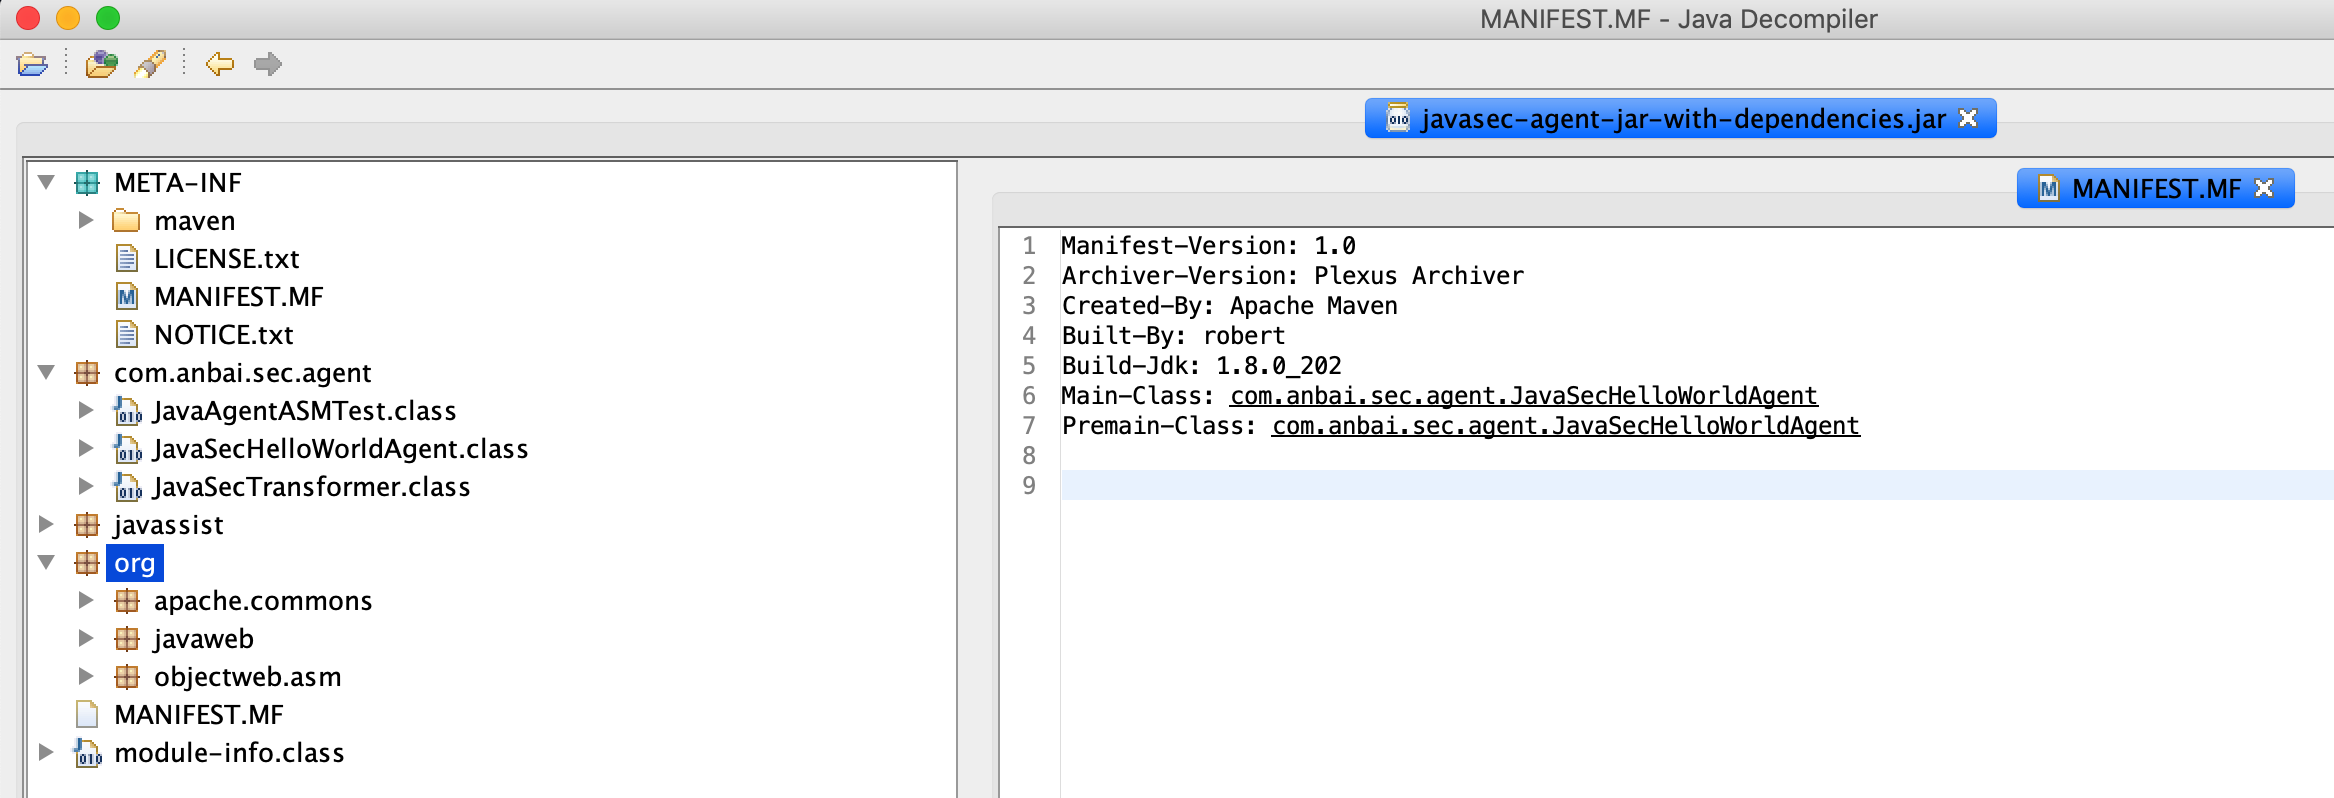 MANIFEST.MF - Java Decompiler
javasec-agent-jar-with-dependencies.jar
META-INF
maven
LICENSE.txt
MANIFEST.MF
NOTICE.txt
com.anbai.sec.agent
JavaAgentASMTest.class
JavaSecHelloWorldAgent.class
JavaSecTransformer.class
javassist
org
apache.commons
javaweb
objectweb.asm
MANIFEST.MF
module-info.class
MANIFEST.MF
1 Manifest-Version: 1.0
2 Archiver-Version: Plexus Archiver
3 Created-By: Apache Maven
4 Built-By: robert
5 Build-Jdk: 1.8.0_202
6 Main-Class: com.anbai.sec.agent.JavaSecHelloWorldAgent
7 Premain-Class: com.anbai.sec.agent.JavaSecHelloWorldAgent
8
9